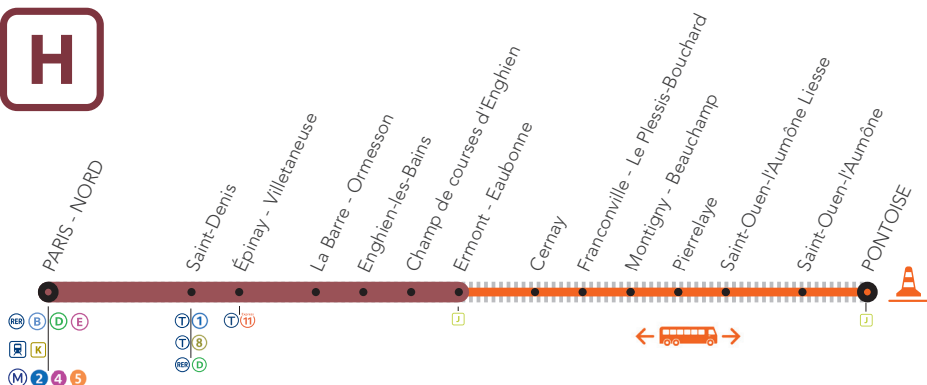 H
PARIS - NORD
Saint-Denis
Épinay - Villetaneuse
La Barre - Ormesson
Enghien-les-Bains
Champ de courses d'Enghien
Ermont - Eaubonne
Cernay
Franconville - Le Plessis-Bouchard
Montigny - Beauchamp
Pierrelaye
Saint-Ouen-l'Aumône Liesse
Saint-Ouen-l'Aumône
PONTOISE
RER B D E
K
M 2 4 5
T 1
T 8
RER D
T 11
J
J